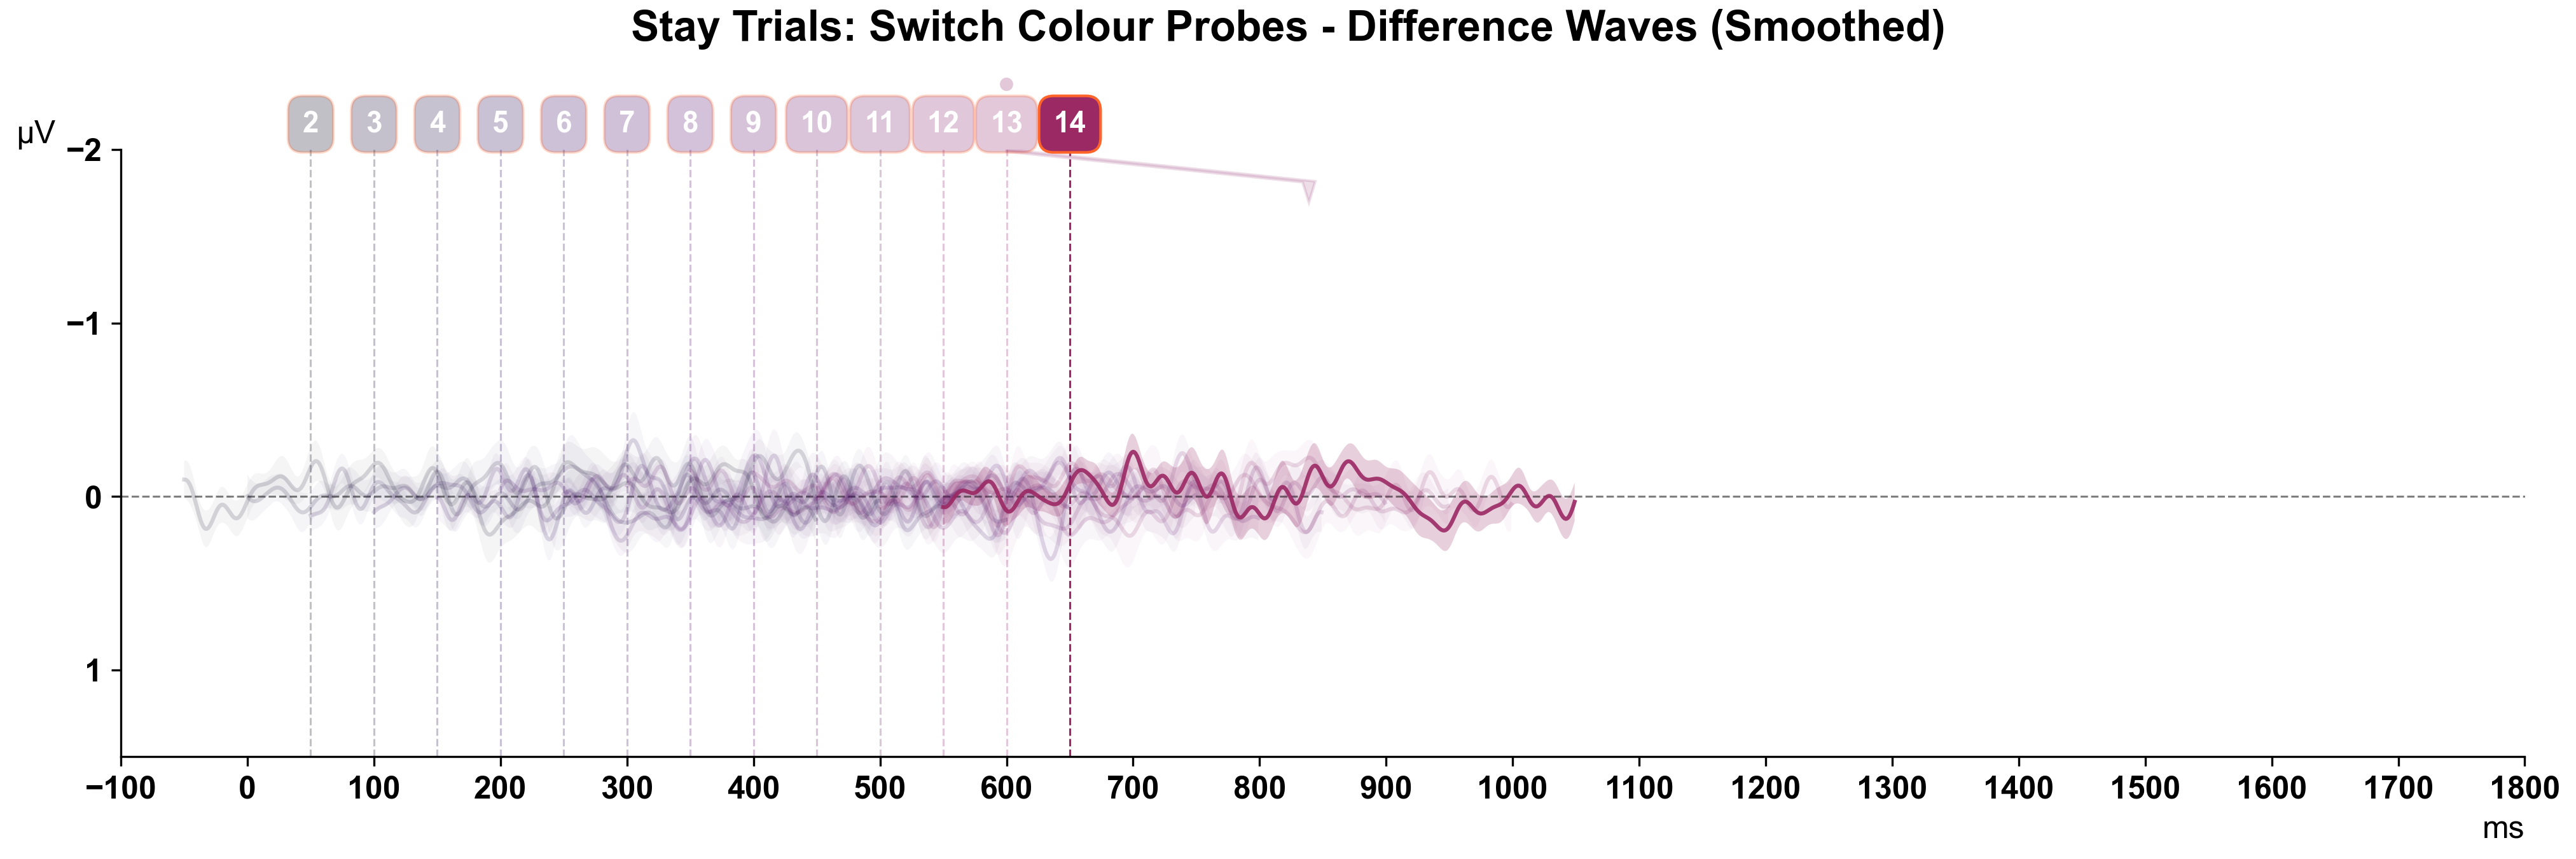 Stay Trials: Switch Colour Probes - Difference Waves (Smoothed)
2 3 4 5 6 7 8 9 10 11 12 13 14
µV
−2
−1
0
1
−100 0 100 200 300 400 500 600 700 800 900 1000 1100 1200 1300 1400 1500 1600 1700 1800
ms